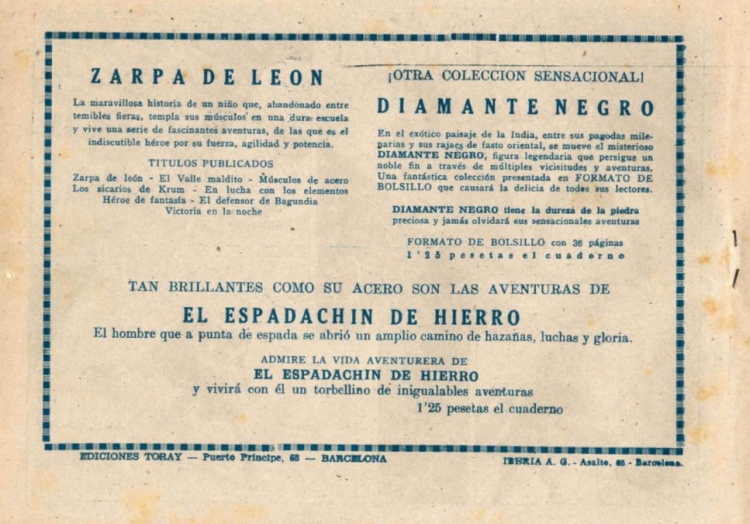 ZARPA DE LEON
La maravillosa historia de un niño que, abandonado entre
temibles fieras, templa sus músculos en una dura escuela
y vive una serie de fascinantes aventuras, de las que es el
indiscutible héroe por su fuerza, agilidad y potencia.
TITULOS PUBLICADOS
Zarpa de león - El Valle maldito - Músculos de acero
Los sicarios de Krum - En lucha con los elementos
Héroe de fantasía - El defensor de Bagundia
Victoria en la noche
¡OTRA COLECCION SENSACIONAL!
DIAMANTE NEGRO
En el exótico paisaje de la India, entre sus pagodas mile-
narias y sus rajaes de fasto oriental, se mueve el misterioso
DIAMANTE NEGRO, figura legendaria que persigue un
noble fin a través de múltiples vicisitudes y aventuras.
Una fantástica colección presentada en FORMATO DE
BOLSILLO que causará la delicia de todos sus lectores.
DIAMANTE NEGRO tiene la dureza de la piedra
preciosa y jamás olvidará sus sensacionales aventuras
FORMATO DE BOLSILLO con 36 páginas
1'25 pesetas el cuaderno
TAN BRILLANTES COMO SU ACERO SON LAS AVENTURAS DE
EL ESPADACHIN DE HIERRO
El hombre que a punta de espada se abrió un amplio camino de hazañas, luchas y gloria.
ADMIRE LA VIDA AVENTURERA DE
EL ESPADACHIN DE HIERRO
y vivirá con él un torbellino de inigualables aventuras
1'25 pesetas el cuaderno
EDICIONES TORAY — Puerto Príncipe, 63 — BARCELONA
IBERIA A. G. - Asalto, 65 - Barcelona.